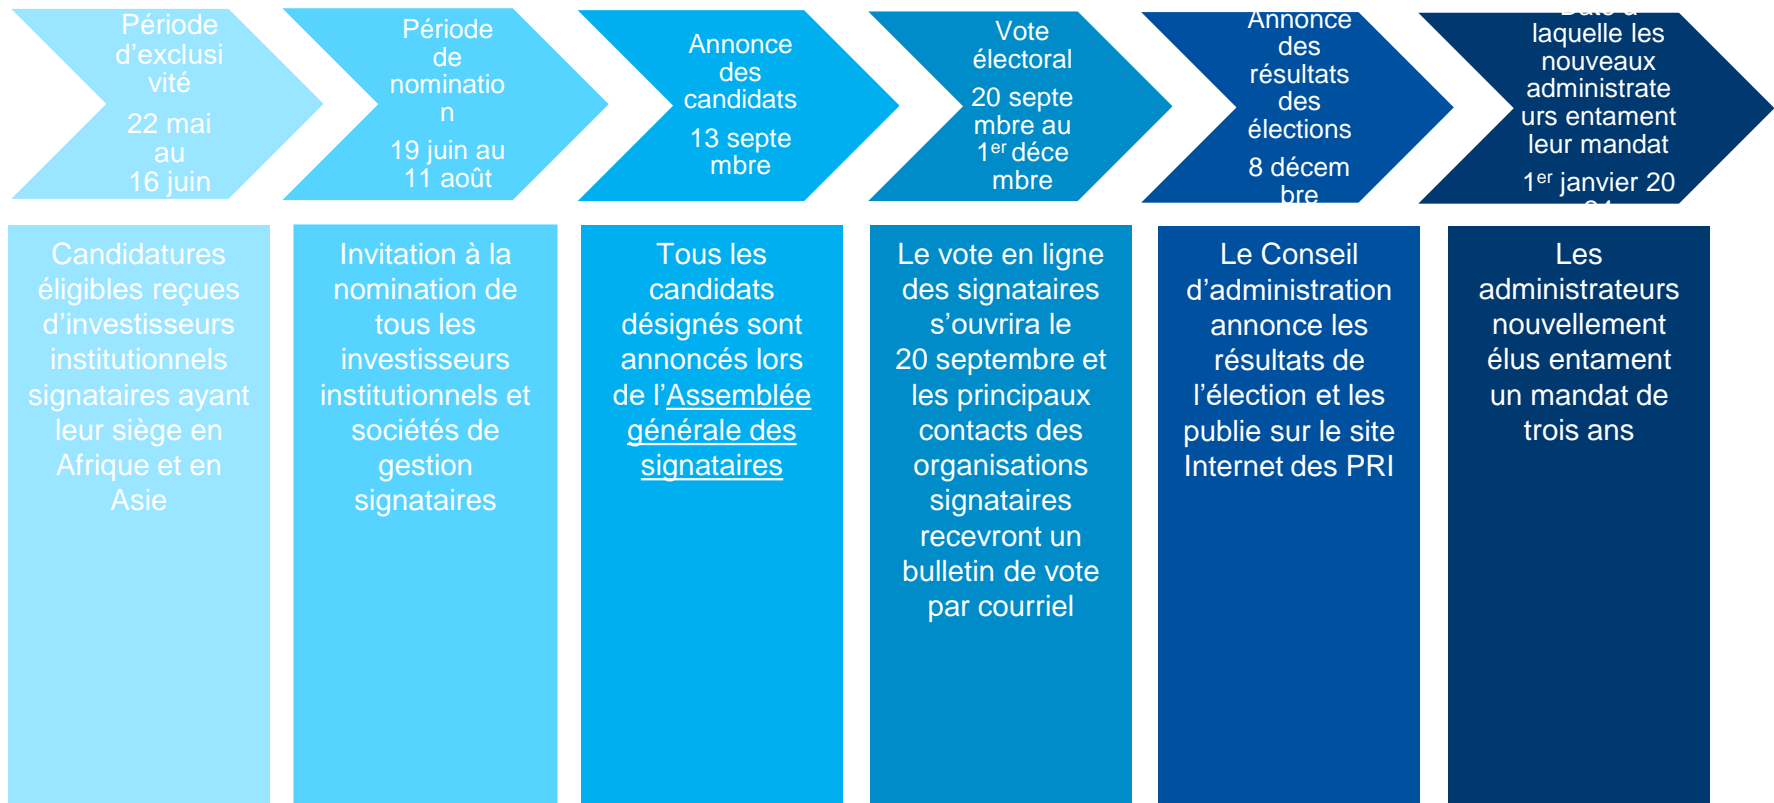 Période
d’exclusi
vité
22 mai
au
16 juin
Période
de
nominatio
n
19 juin au
11 août
Annonce
des
candidats
13 septe
mbre
Vote
électoral
20 septe
mbre au
1er déce
mbre
Annonce
des
résultats
des
élections
8 décem
bre
laquelle les
nouveaux
administrate
urs entament
leur mandat
1er janvier 20
Candidatures
éligibles reçues
d’investisseurs
institutionnels
signataires ayant
leur siège en
Afrique et en
Asie
Invitation à la
nomination de
tous les
investisseurs
institutionnels et
sociétés de
gestion
signataires
Tous les
candidats
désignés sont
annoncés lors
de l’Assemblée
générale des
signataires
Le vote en ligne
des signataires
s’ouvrira le
20 septembre et
les principaux
contacts des
organisations
signataires
recevront un
bulletin de vote
par courriel
Le Conseil
d’administration
annonce les
résultats de
l’élection et les
publie sur le site
Internet des PRI
Les
administrateurs
nouvellement
élus entament
un mandat de
trois ans